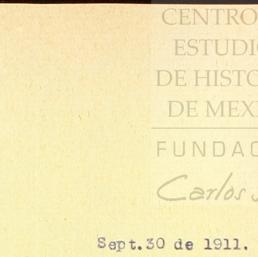 CENTRO
ESTUDI
DE HISTO
DE MEX
FUNDAC
Carlos
Sept.30 de 1911.